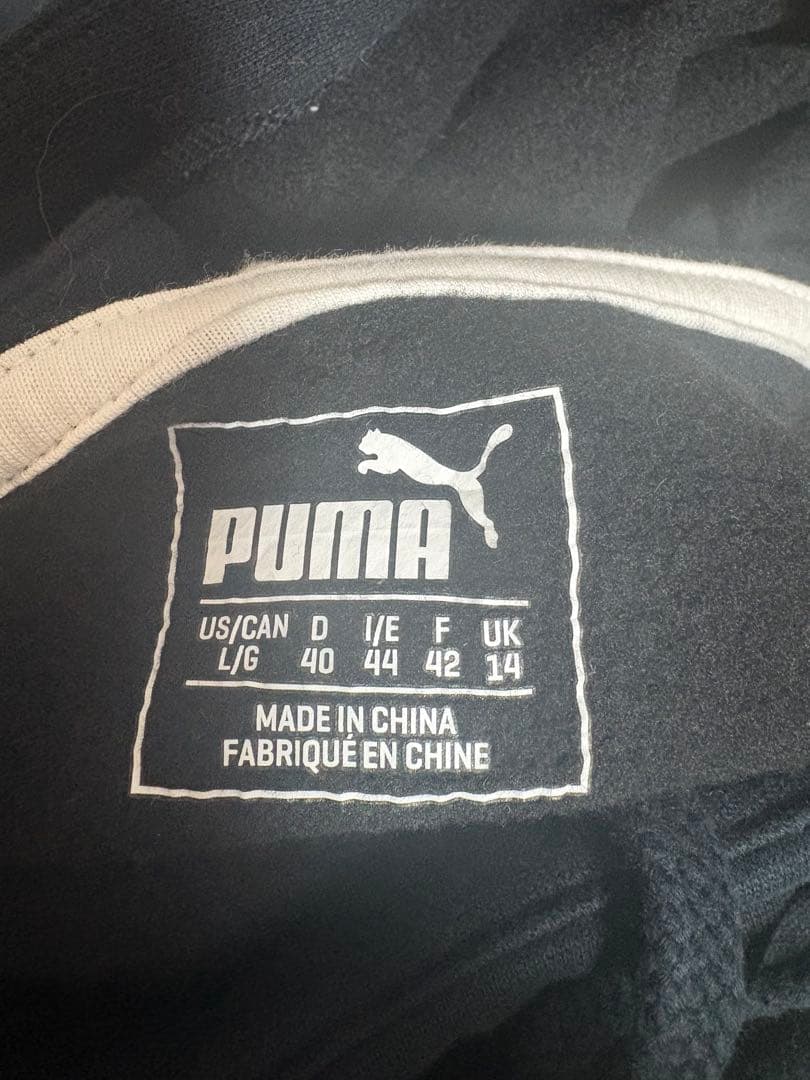 PUMA
US/CAN D I/E F UK
L/G 40 44 42 14
MADE IN CHINA
FABRIQUÉ EN CHINE